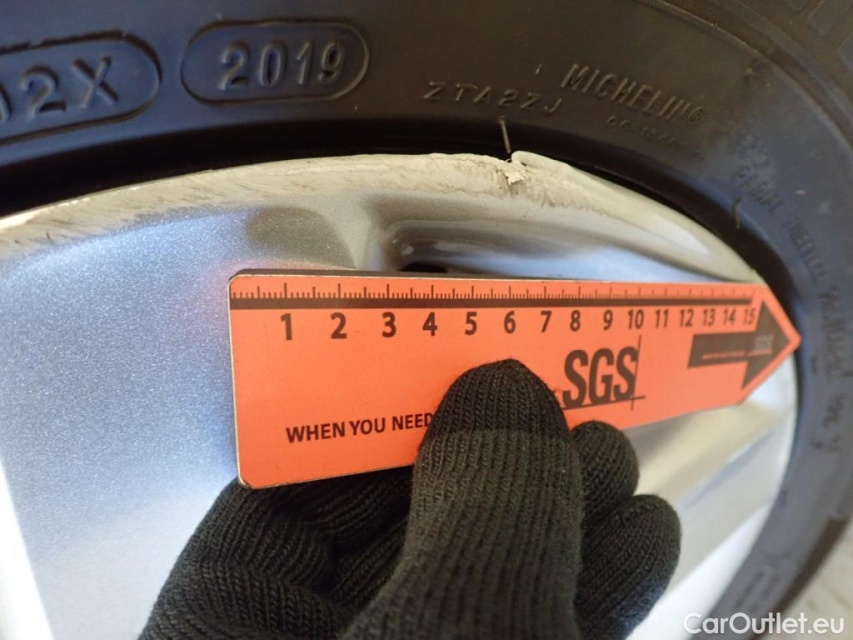 02X 2019
ZTA2ZJ MICHELIN®
1 2 3 4 5 6 7 8 9 10 11 12 13 14 15
SGS
WHEN YOU NEED
CarOutlet.eu